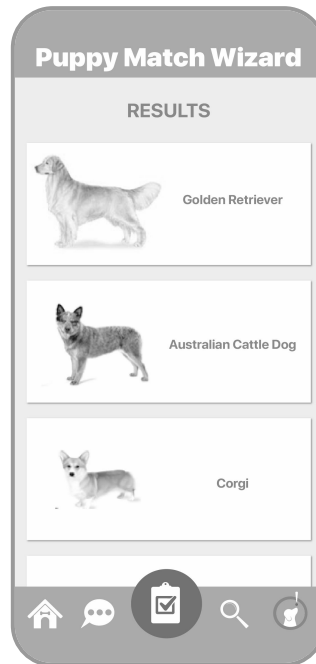 Puppy Match Wizard
RESULTS
Golden Retriever
Australian Cattle Dog
Corgi